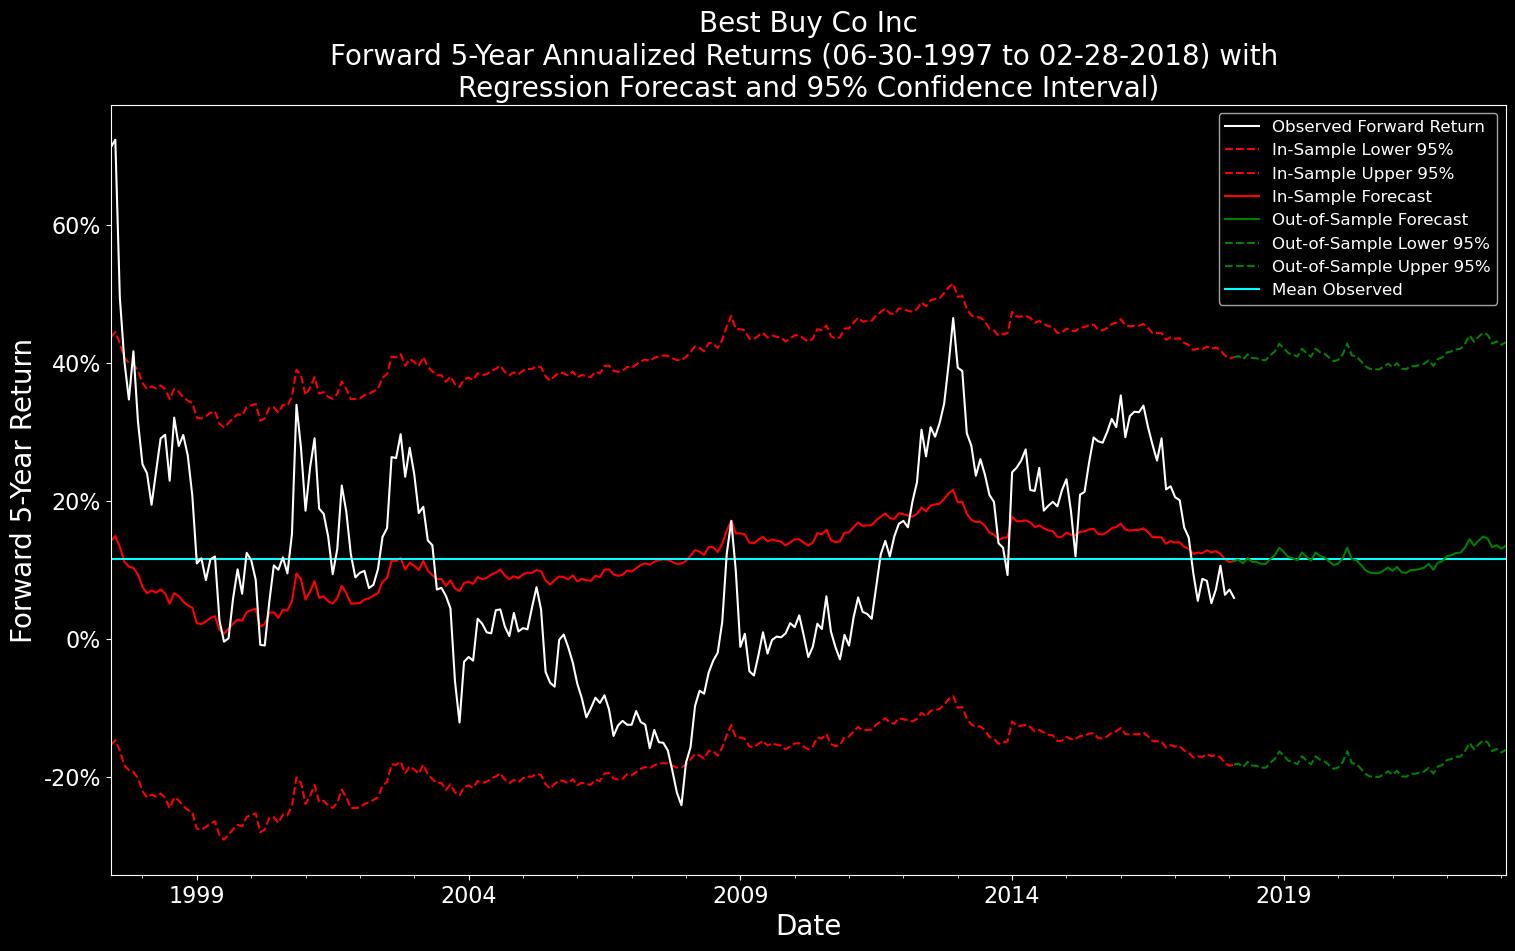 Best Buy Co Inc
Forward 5-Year Annualized Returns (06-30-1997 to 02-28-2018) with
Regression Forecast and 95% Confidence Interval)
Observed Forward Return
In-Sample Lower 95%
In-Sample Upper 95%
In-Sample Forecast
Out-of-Sample Forecast
Out-of-Sample Lower 95%
Out-of-Sample Upper 95%
Mean Observed
Forward 5-Year Return
60%
40%
20%
0%
-20%
1999
2004
2009
2014
2019
Date